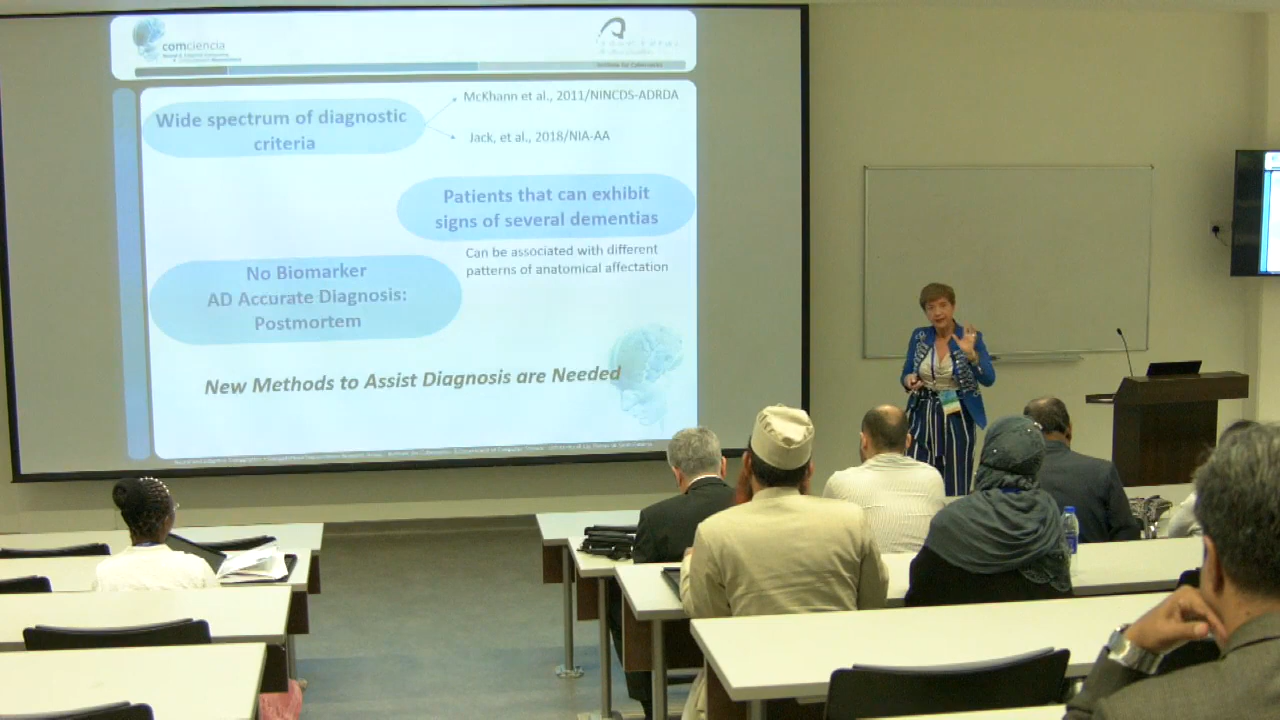 comciencia
McKhann et al., 2011/NINCDS-ADRDA
Wide spectrum of diagnostic
criteria
Jack, et al., 2018/NIA-AA
Patients that can exhibit
signs of several dementias
Can be associated with different
patterns of anatomical affectation
No Biomarker
AD Accurate Diagnosis:
Postmortem
New Methods to Assist Diagnosis are Needed